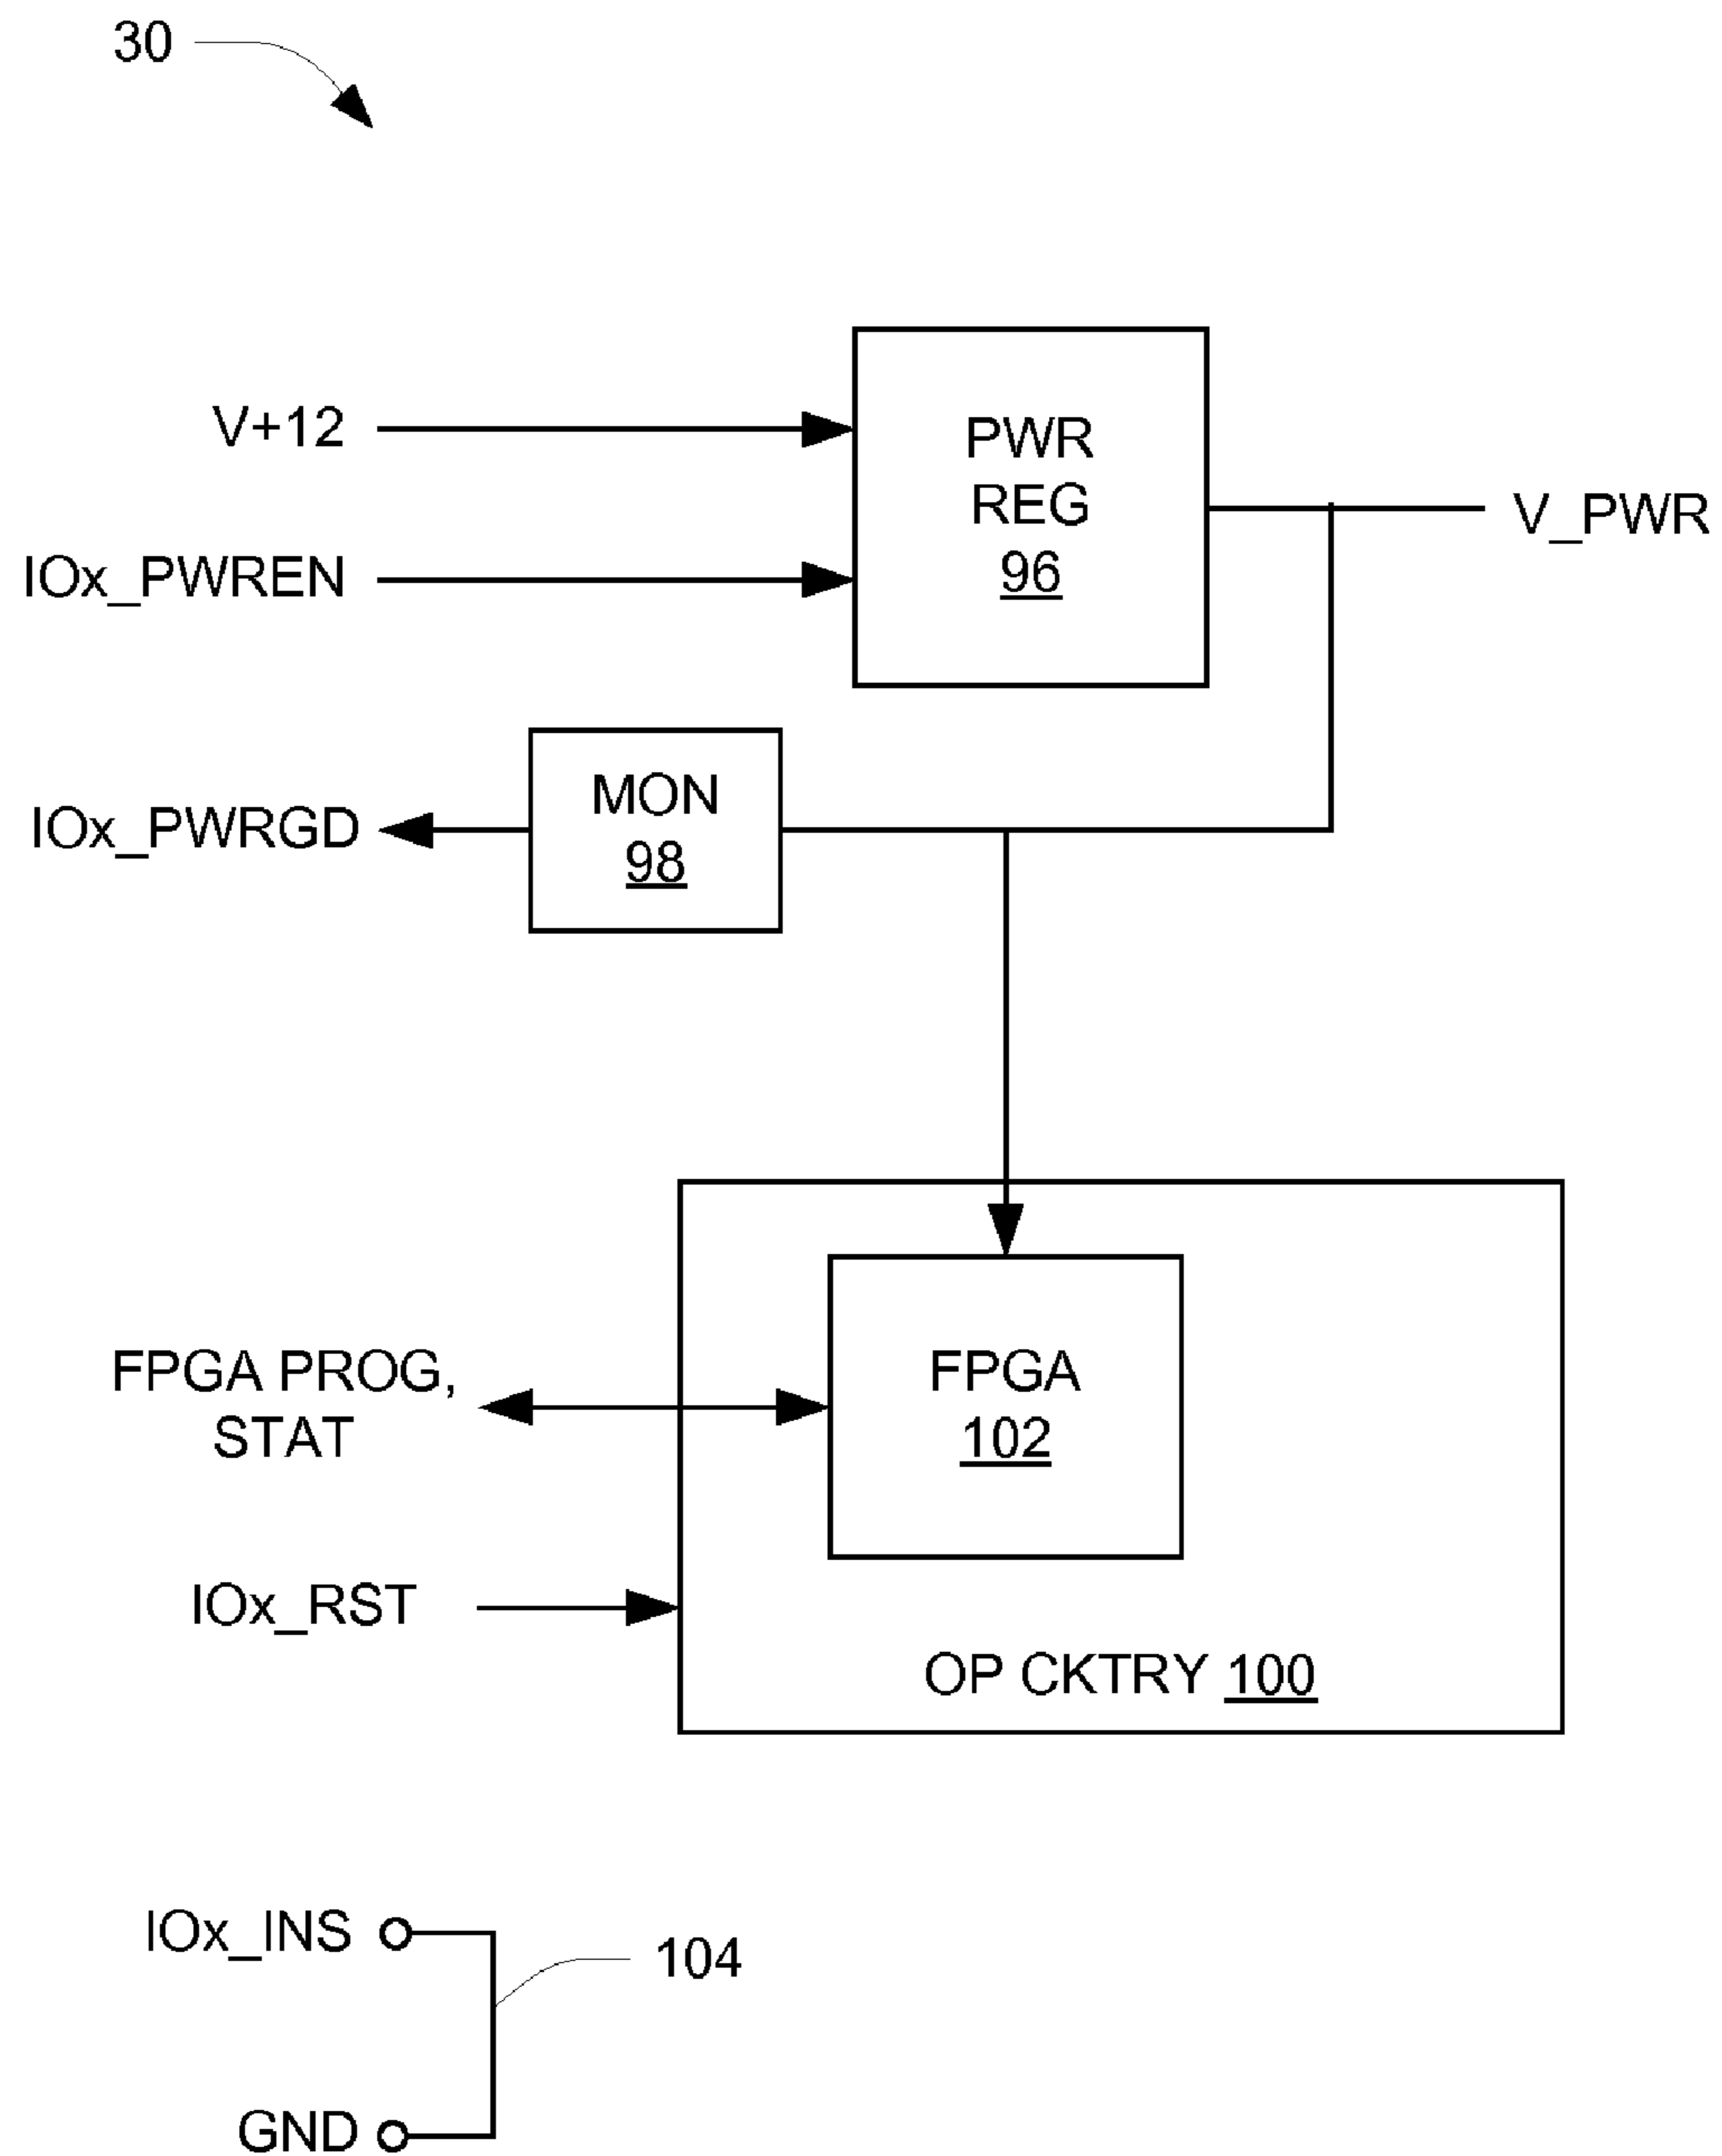 30
V+12
PWR
REG
96
V_PWR
IOx_PWREN
IOx_PWRGD
MON
98
FPGA PROG,
STAT
FPGA
102
IOx_RST
OP CKTRY 100
IOx_INS
104
GND